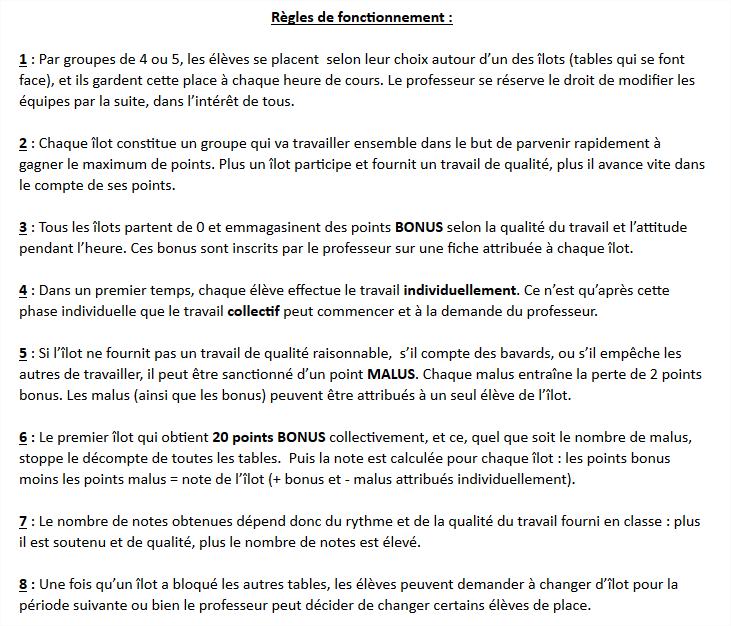 Règles de fonctionnement :
1 : Par groupes de 4 ou 5, les élèves se placent  selon leur choix autour d’un des îlots (tables qui se font
face), et ils gardent cette place à chaque heure de cours. Le professeur se réserve le droit de modifier les
équipes par la suite, dans l’intérêt de tous.
2 : Chaque îlot constitue un groupe qui va travailler ensemble dans le but de parvenir rapidement à
gagner le maximum de points. Plus un îlot participe et fournit un travail de qualité, plus il avance vite dans
le compte de ses points.
3 : Tous les îlots partent de 0 et emmagasinent des points BONUS selon la qualité du travail et l’attitude
pendant l’heure. Ces bonus sont inscrits par le professeur sur une fiche attribuée à chaque îlot.
4 : Dans un premier temps, chaque élève effectue le travail individuellement. Ce n’est qu’après cette
phase individuelle que le travail collectif peut commencer et à la demande du professeur.
5 : Si l’îlot ne fournit pas un travail de qualité raisonnable,  s’il compte des bavards, ou s’il empêche les
autres de travailler, il peut être sanctionné d’un point MALUS. Chaque malus entraîne la perte de 2 points
bonus. Les malus (ainsi que les bonus) peuvent être attribués à un seul élève de l’îlot.
6 : Le premier îlot qui obtient 20 points BONUS collectivement, et ce, quel que soit le nombre de malus,
stoppe le décompte de toutes les tables.  Puis la note est calculée pour chaque îlot : les points bonus
moins les points malus = note de l’îlot (+ bonus et - malus attribués individuellement).
7 : Le nombre de notes obtenues dépend donc du rythme et de la qualité du travail fourni en classe : plus
il est soutenu et de qualité, plus le nombre de notes est élevé.
8 : Une fois qu’un îlot a bloqué les autres tables, les élèves peuvent demander à changer d’îlot pour la
période suivante ou bien le professeur peut décider de changer certains élèves de place.